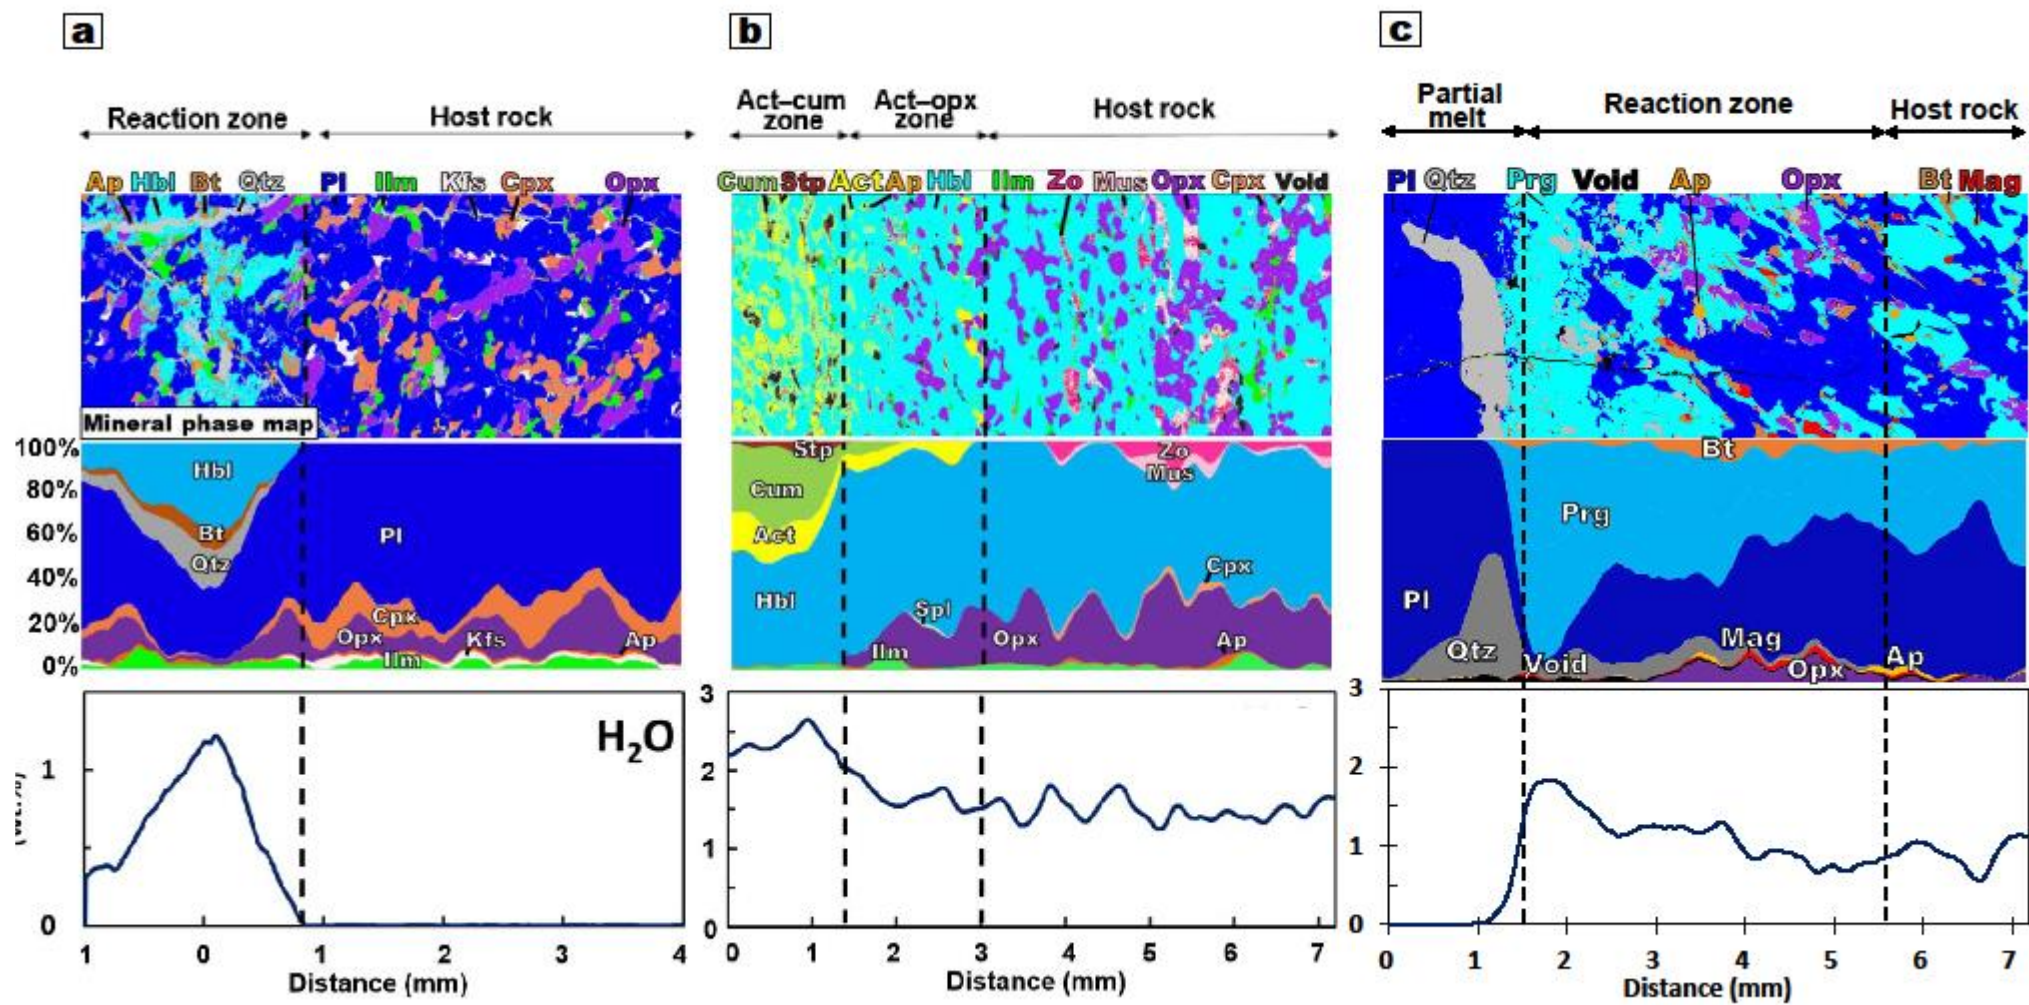 a
Reaction zone Host rock
Ap Hbl Bt Qtz Pl Ilm Kfs Cpx Opx
Mineral phase map
100%
80%
60%
40%
20%
0%
Hbl
Bt
Qtz
Pl
Cpx
Opx
Kfs
Ilm
Ap
H2O
1
0
1 0 1 2 3 4
Distance (mm)
b
Act–cum zone
Act–opx zone
Host rock
Cum Stp Act Ap Hbl Ilm Zo Mus Opx Cpx Void
Stp
Cum
Act
Hbl
Zo
Mus
Cpx
Spl
Ilm
Opx
Ap
3
2
1
0
0 1 2 3 4 5 6 7
Distance (mm)
c
Partial melt
Reaction zone
Host rock
Pl Qtz Prg Void Ap Opx Bt Mag
Bt
Prg
Pl
Qtz
Void
Mag
Opx
Ap
3
2
1
0
0 1 2 3 4 5 6 7
Distance (mm)